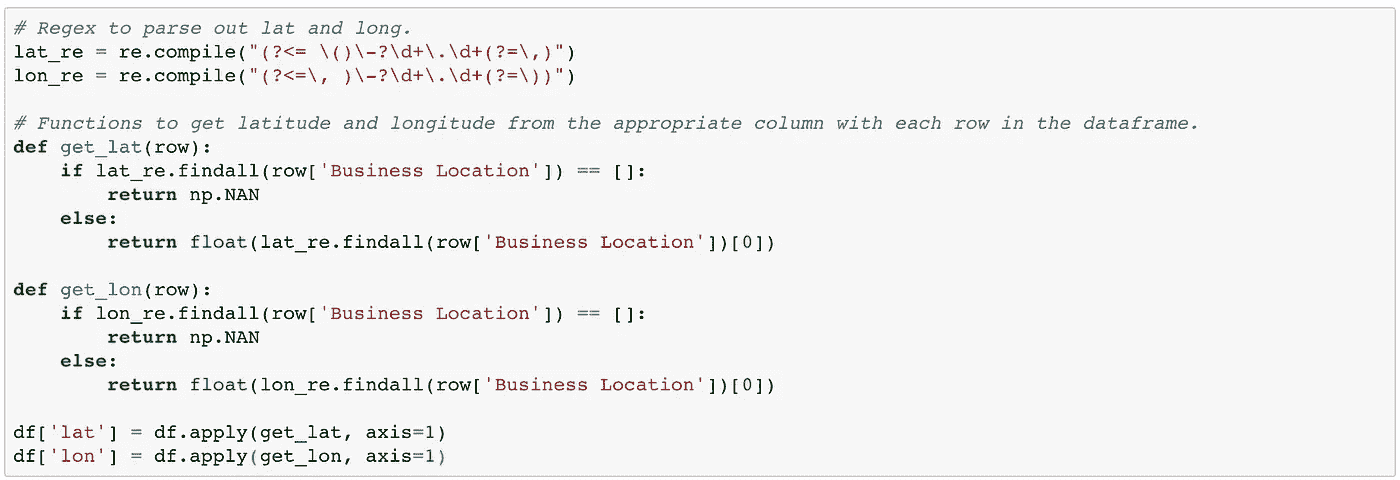 # Regex to parse out lat and long.
lat_re = re.compile("(?<= \()\-?\d+\.\d+(?=\,)")
lon_re = re.compile("(?<=\, )\-?\d+\.\d+(?=\))")

# Functions to get latitude and longitude from the appropriate column with each row in the dataframe.
def get_lat(row):
    if lat_re.findall(row['Business Location']) == []:
        return np.NAN
    else:
        return float(lat_re.findall(row['Business Location'])[0])

def get_lon(row):
    if lon_re.findall(row['Business Location']) == []:
        return np.NAN
    else:
        return float(lon_re.findall(row['Business Location'])[0])

df['lat'] = df.apply(get_lat, axis=1)
df['lon'] = df.apply(get_lon, axis=1)